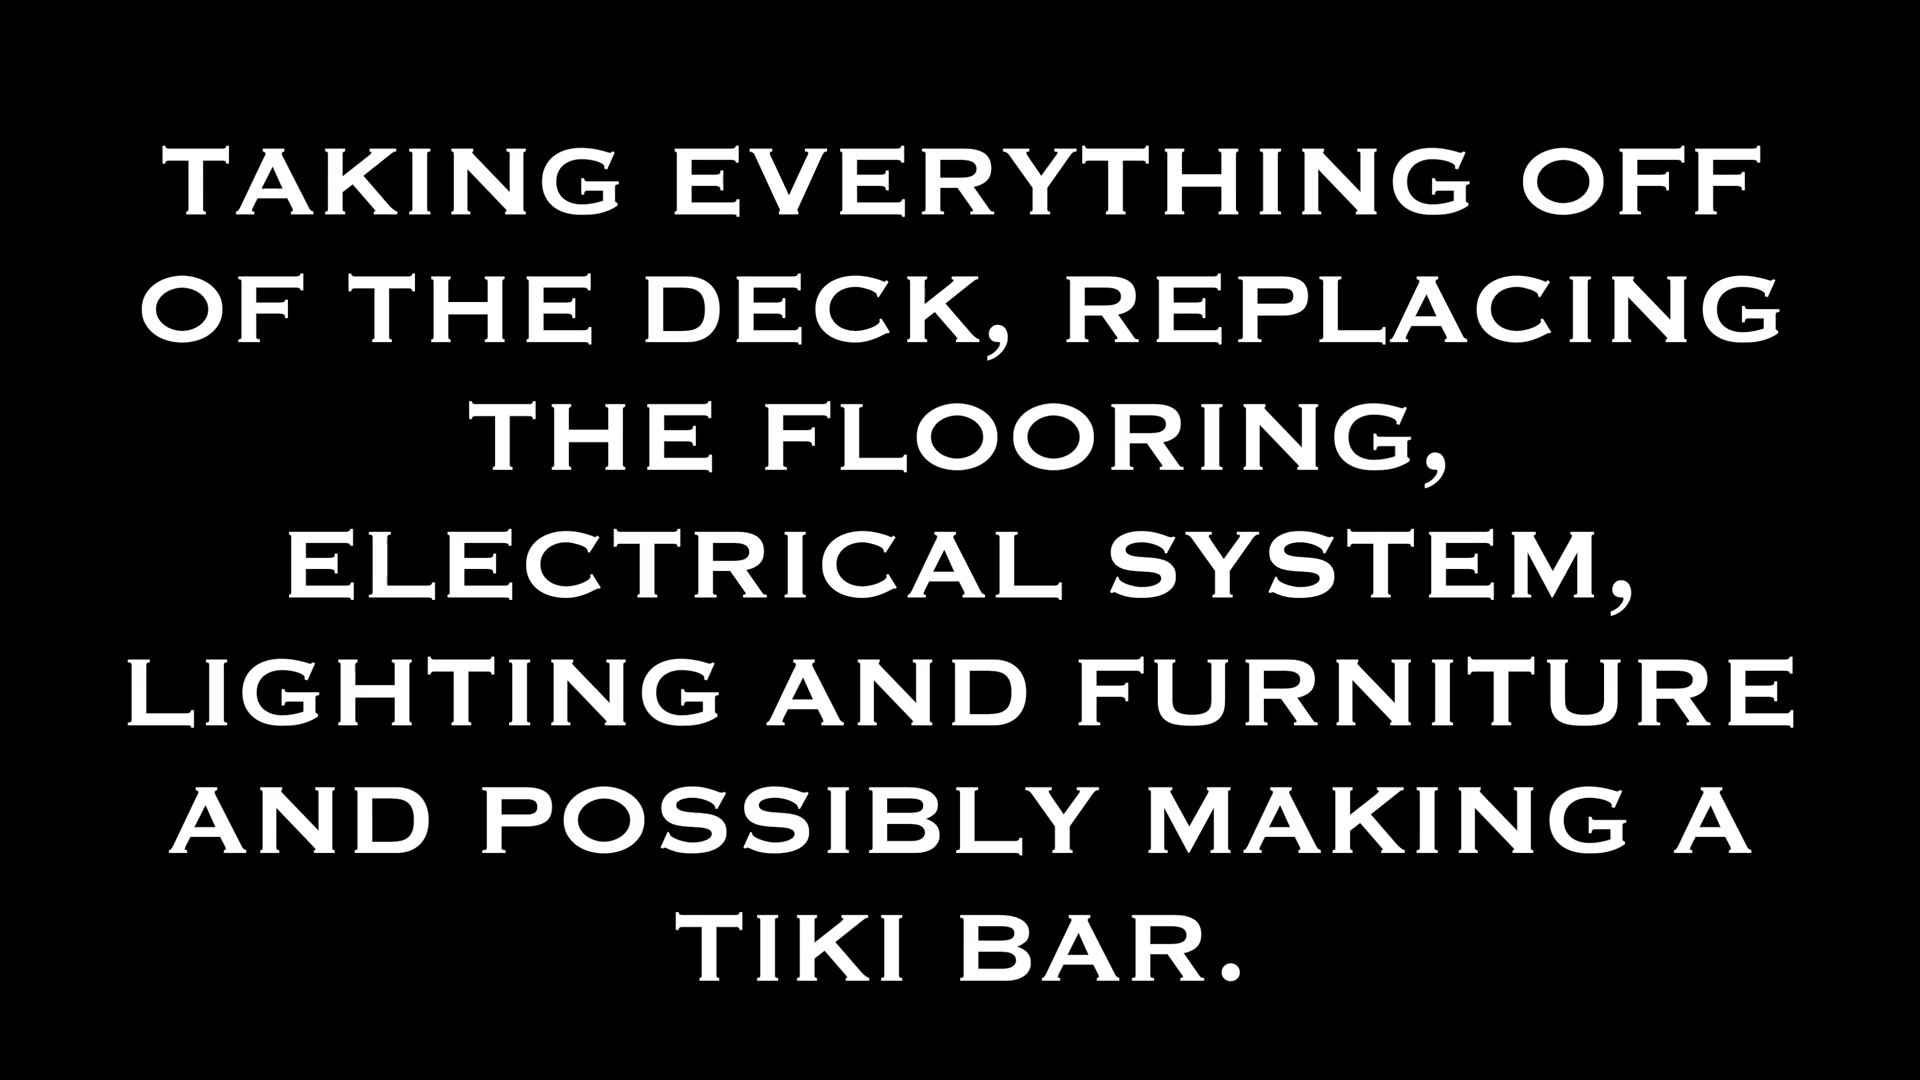 TAKING EVERYTHING OFF
OF THE DECK, REPLACING
THE FLOORING,
ELECTRICAL SYSTEM,
LIGHTING AND FURNITURE
AND POSSIBLY MAKING A
TIKI BAR.